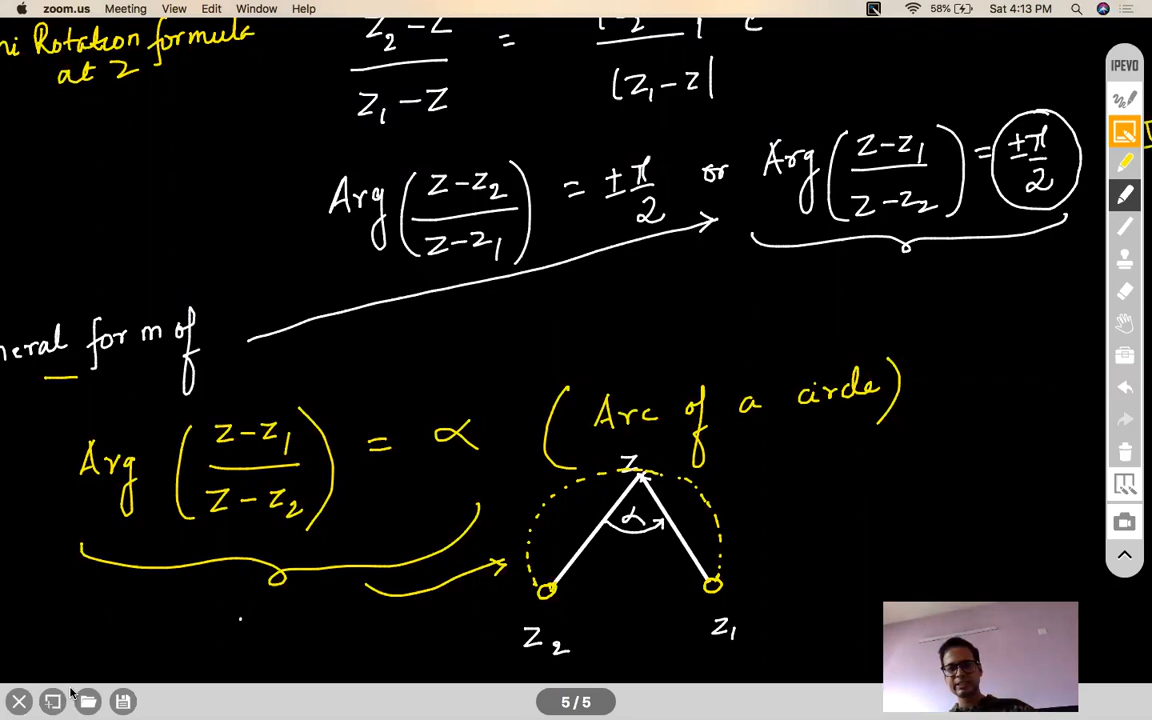 zoom.us Meeting View Edit Window Help 58% Sat 4:13 PM
Rotation formula
at Z
Z₂-Z
Z₁-Z
=
|Z₁-Z|
IPEVO
Arg(Z-Z₂/Z-Z₁) = ±π/2 or Arg(Z-Z₁/Z-Z₂) = ±π/2
form of
Arg(Z-Z₁/Z-Z₂) = α (Arc of a circle)
Z
α
Z₂ Z₁
5/5